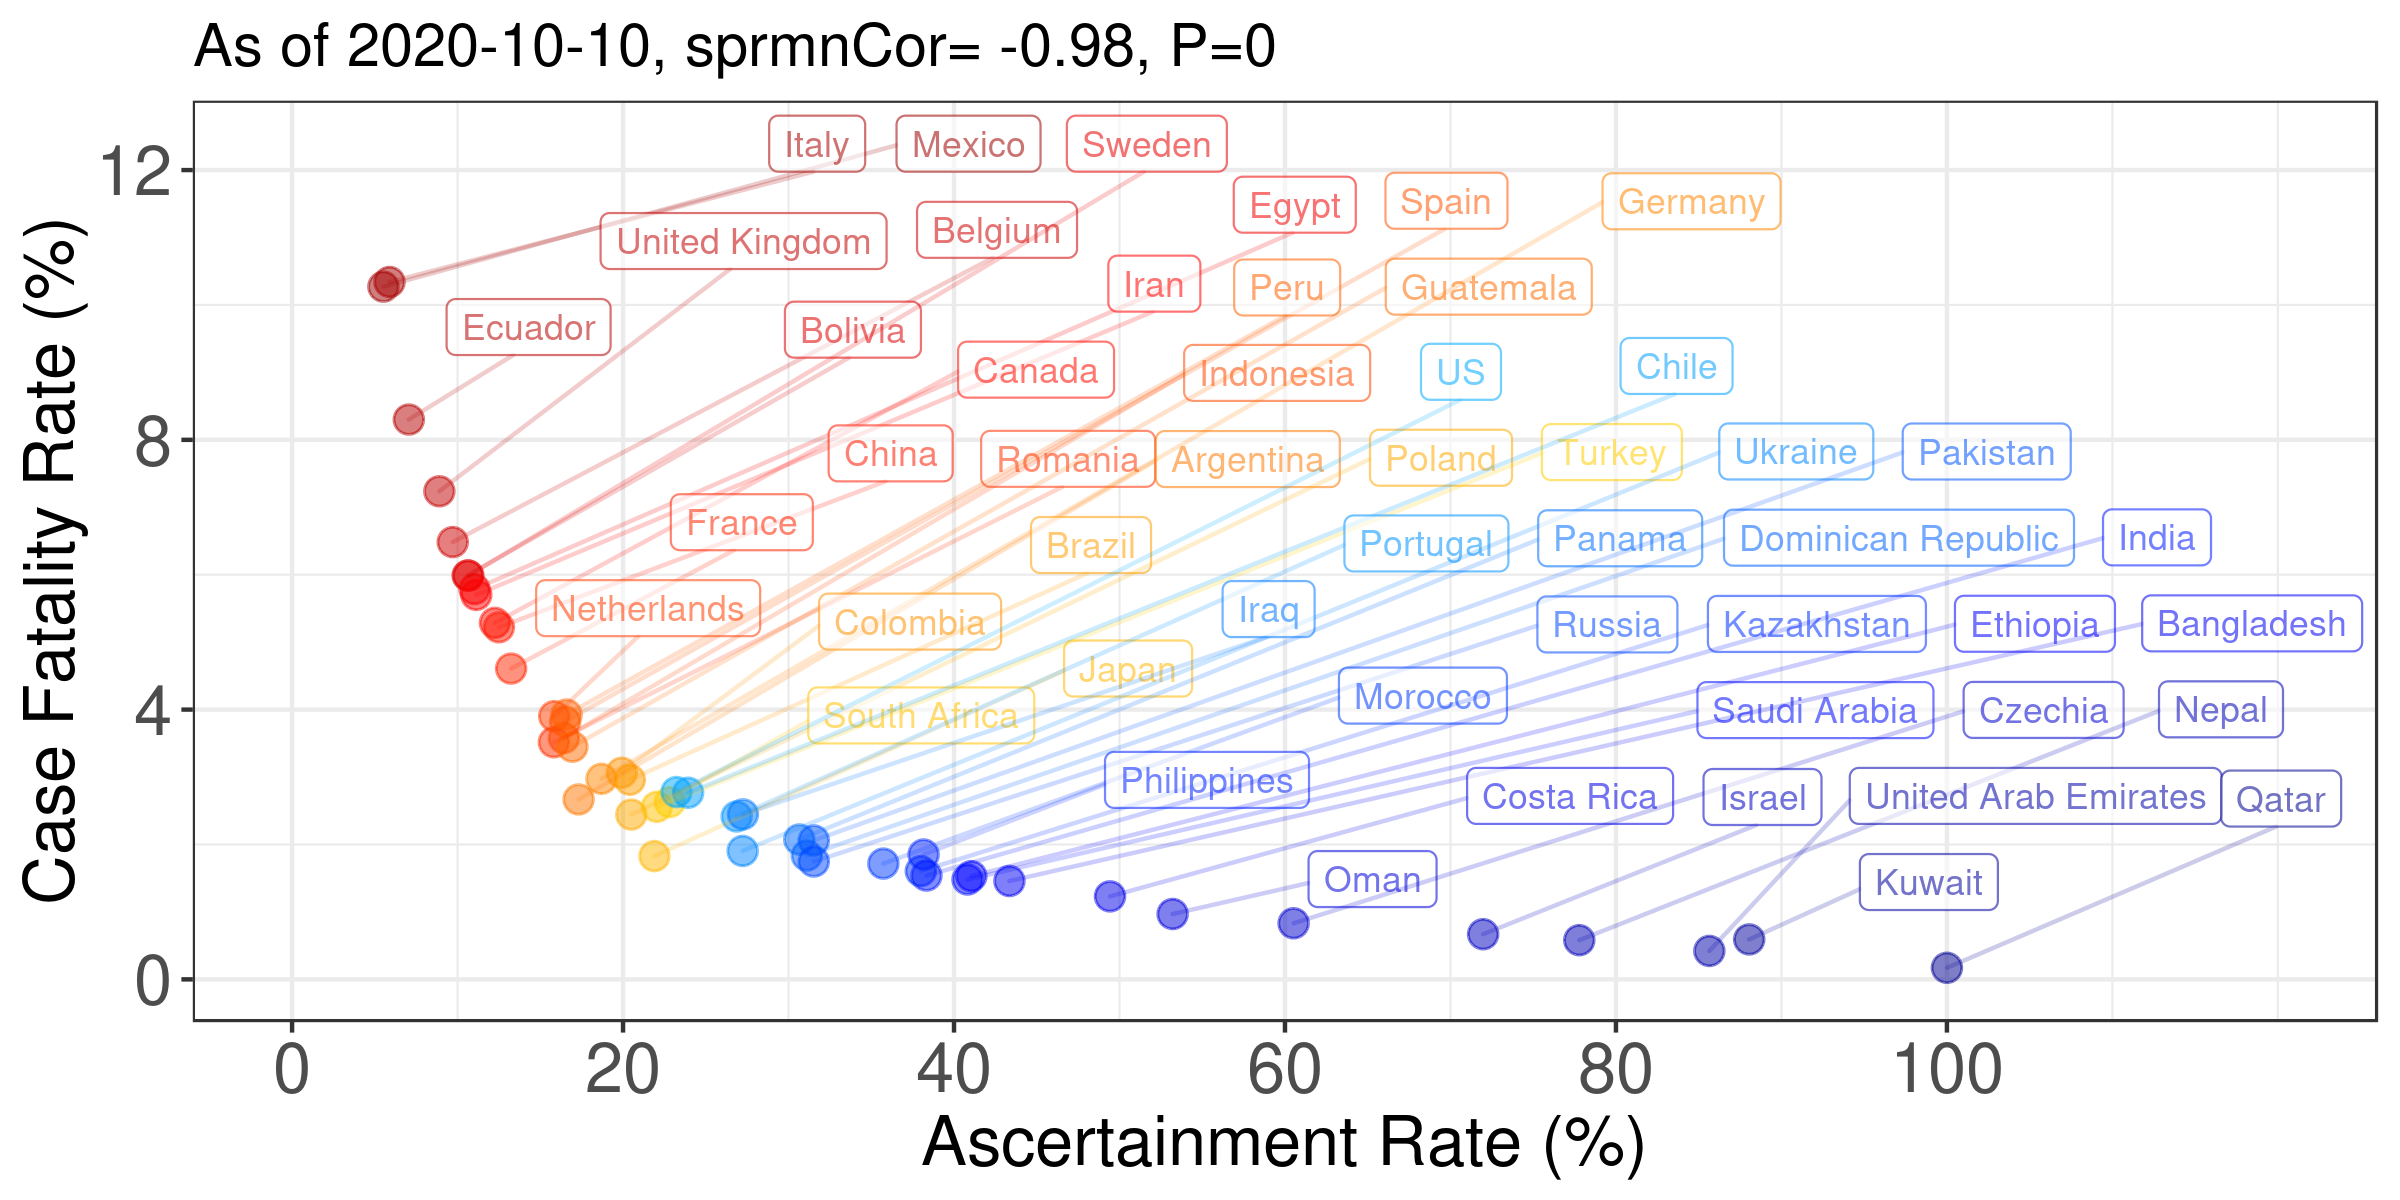 As of 2020-10-10, sprmnCor= -0.98, P=0
Case Fatality Rate (%)
12
8
4
0
Italy
Mexico
Sweden
Egypt
Spain
Germany
United Kingdom
Belgium
Iran
Peru
Guatemala
Ecuador
Bolivia
Canada
Indonesia
US
Chile
China
Romania
Argentina
Poland
Turkey
Ukraine
Pakistan
France
Brazil
Portugal
Panama
Dominican Republic
India
Netherlands
Colombia
Iraq
Russia
Kazakhstan
Ethiopia
Bangladesh
Japan
South Africa
Morocco
Saudi Arabia
Czechia
Nepal
Philippines
Costa Rica
Israel
United Arab Emirates
Qatar
Oman
Kuwait
0
20
40
60
80
100
Ascertainment Rate (%)